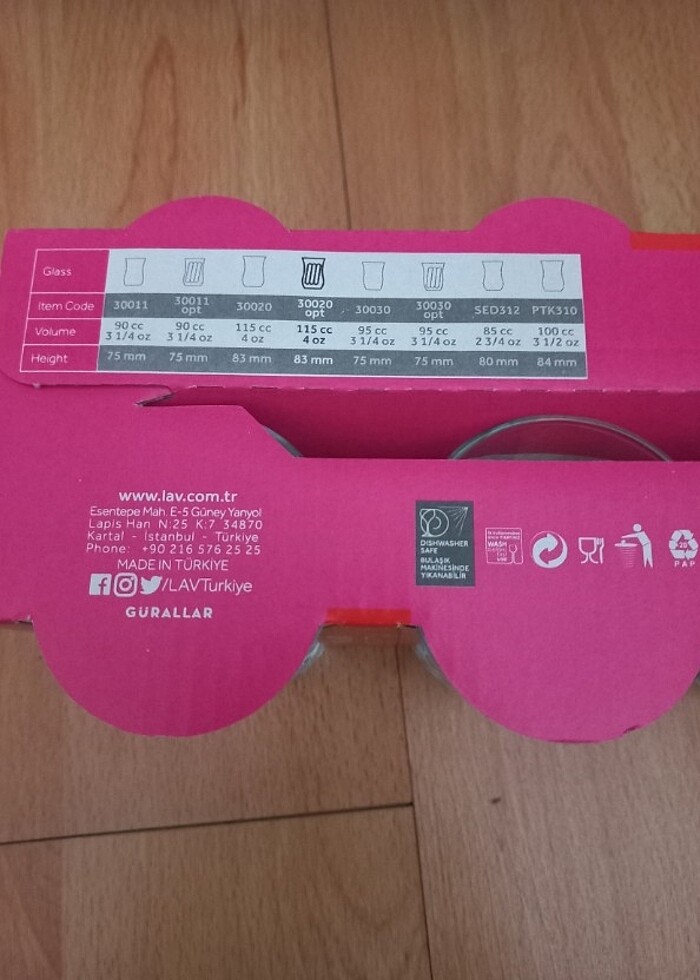 Glass
Item Code 30011 30011 opt 30020 30020 opt 30030 30030 opt SED312 PTK310
Volume 90 cc 3 1/4 oz 90 cc 3 1/4 oz 115 cc 4 oz 115 cc 4 oz 95 cc 3 1/4 oz 95 cc 3 1/4 oz 85 cc 2 3/4 oz 100 cc 3 1/2 oz
Height 75 mm 75 mm 83 mm 83 mm 75 mm 75 mm 80 mm 84 mm
www.lav.com.tr
Esentepe Mah. E-5 Güney Yanyol
Lapis Han N:25 K:7 34870
Kartal - İstanbul - Türkiye
Phone: +90 216 576 25 25
MADE IN TÜRKİYE
/LAVTurkiye
GÜRALLAR
DISHWASHER
SAFE
BULAŞIK
MAKİNESİNDE
YIKANABİLİR
WASH
PAP